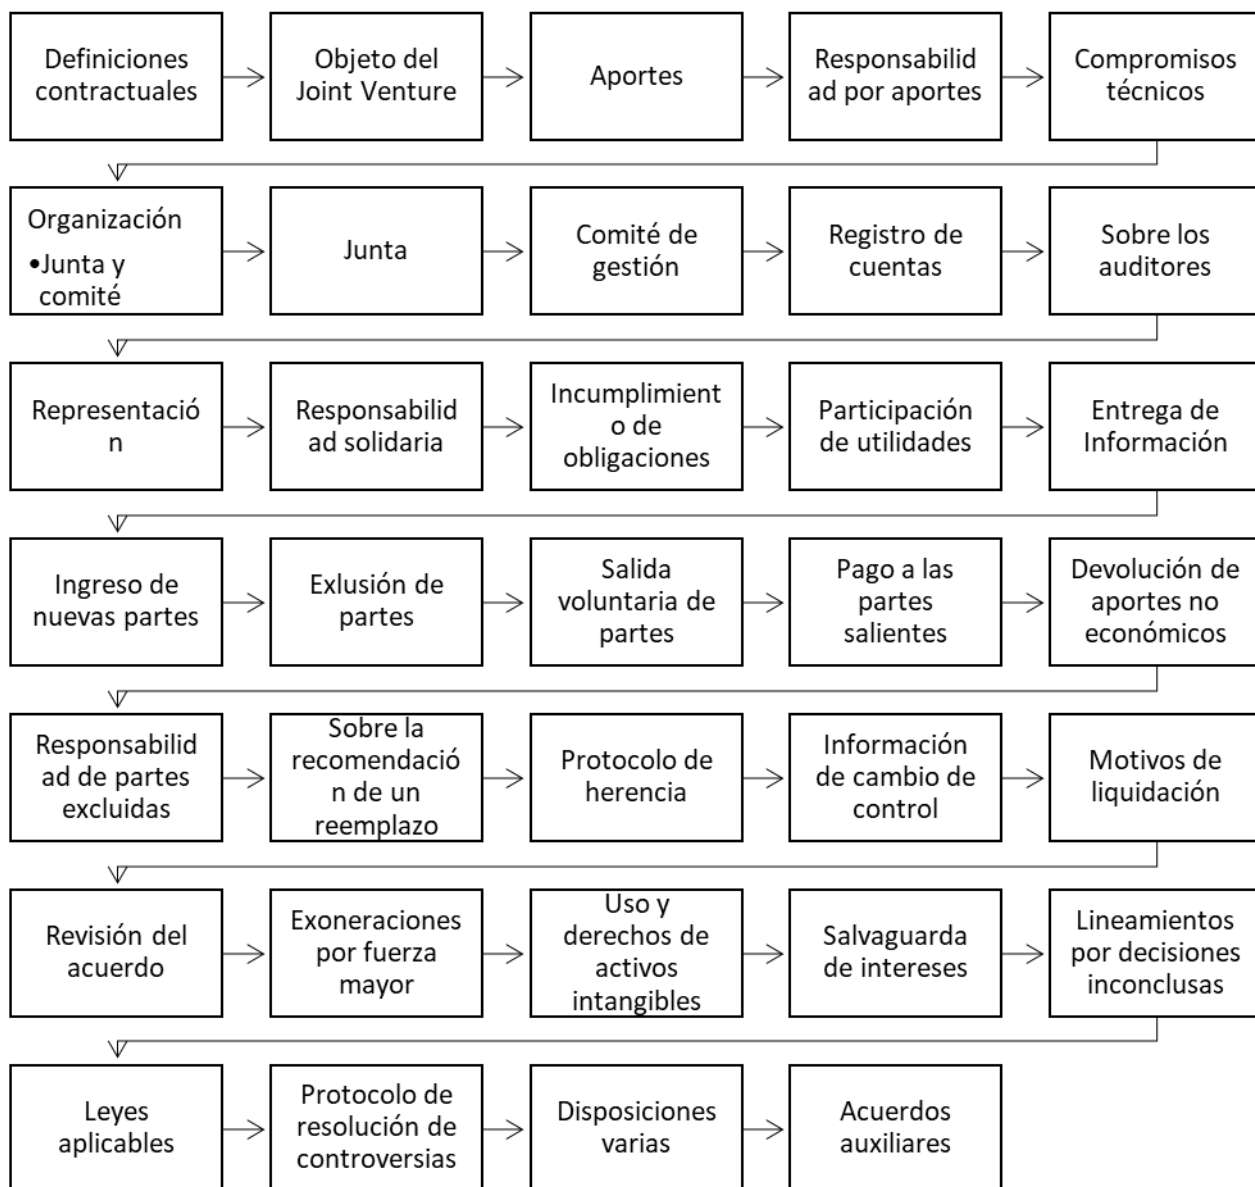 Definiciones
contractuales
Objeto del
Joint Venture
Aportes
Responsabilid
ad por aportes
Compromisos
técnicos
Organización
•Junta y
comité
Junta
Comité de
gestión
Registro de
cuentas
Sobre los
auditores
Representació
n
Responsabilid
ad solidaria
Incumplimient
o de
obligaciones
Participación
de utilidades
Entrega de
Información
Ingreso de
nuevas partes
Exlusión de
partes
Salida
voluntaria de
partes
Pago a las
partes
salientes
Devolución de
aportes no
económicos
Responsabilid
ad de partes
excluidas
Sobre la
recomendació
n de un
reemplazo
Protocolo de
herencia
Información
de cambio de
control
Motivos de
liquidación
Revisión del
acuerdo
Exoneraciones
por fuerza
mayor
Uso y
derechos de
activos
intangibles
Salvaguarda
de intereses
Lineamientos
por decisiones
inconclusas
Leyes
aplicables
Protocolo de
resolución de
controversias
Disposiciones
varias
Acuerdos
auxiliares